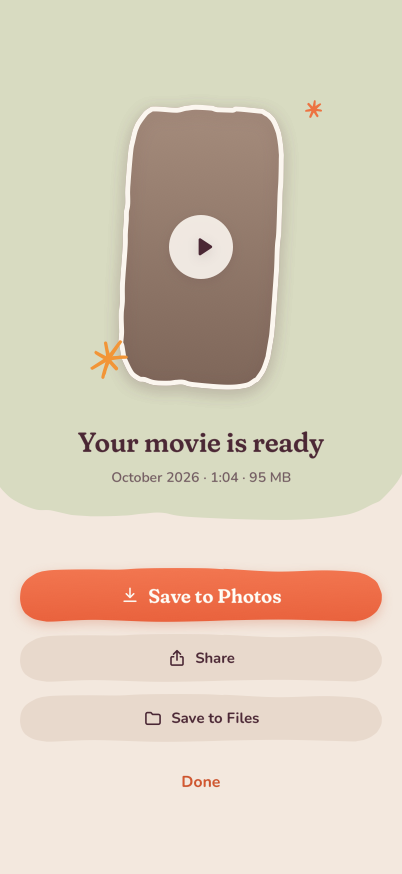 Your movie is ready
October 2026 · 1:04 · 95 MB
Save to Photos
Share
Save to Files
Done